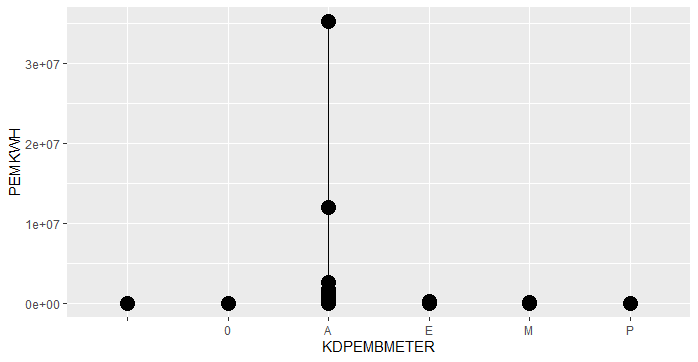 3e+07
2e+07
1e+07
0e+00
PEMKWH
0 A E M P
KDPEMBMETER